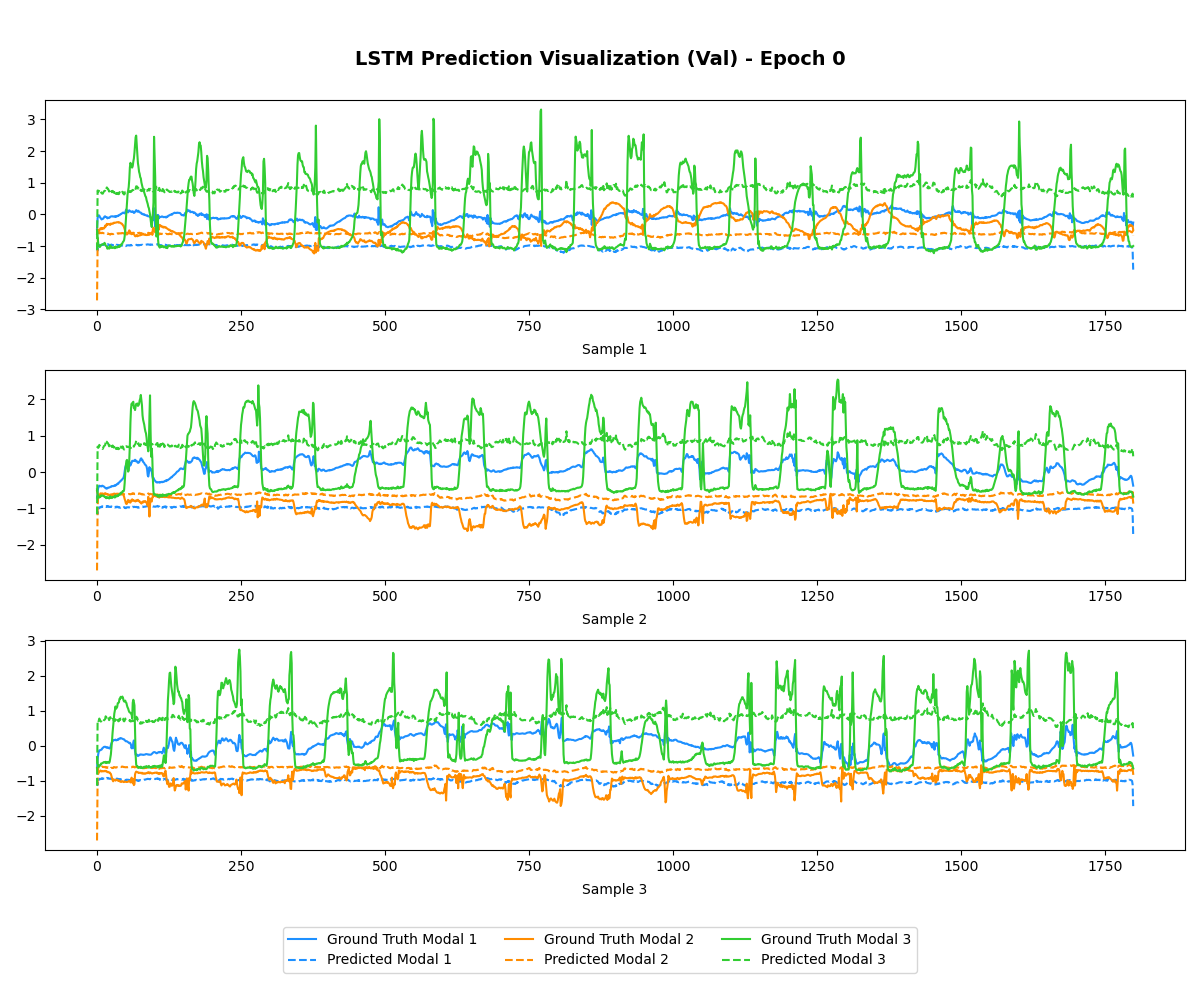 LSTM Prediction Visualization (Val) - Epoch 0
3
2
1
0
−1
−2
−3
0 250 500 750 1000 1250 1500 1750
Sample 1
2
1
0
−1
−2
0 250 500 750 1000 1250 1500 1750
Sample 2
3
2
1
0
−1
−2
0 250 500 750 1000 1250 1500 1750
Sample 3
Ground Truth Modal 1 Ground Truth Modal 2 Ground Truth Modal 3
Predicted Modal 1 Predicted Modal 2 Predicted Modal 3